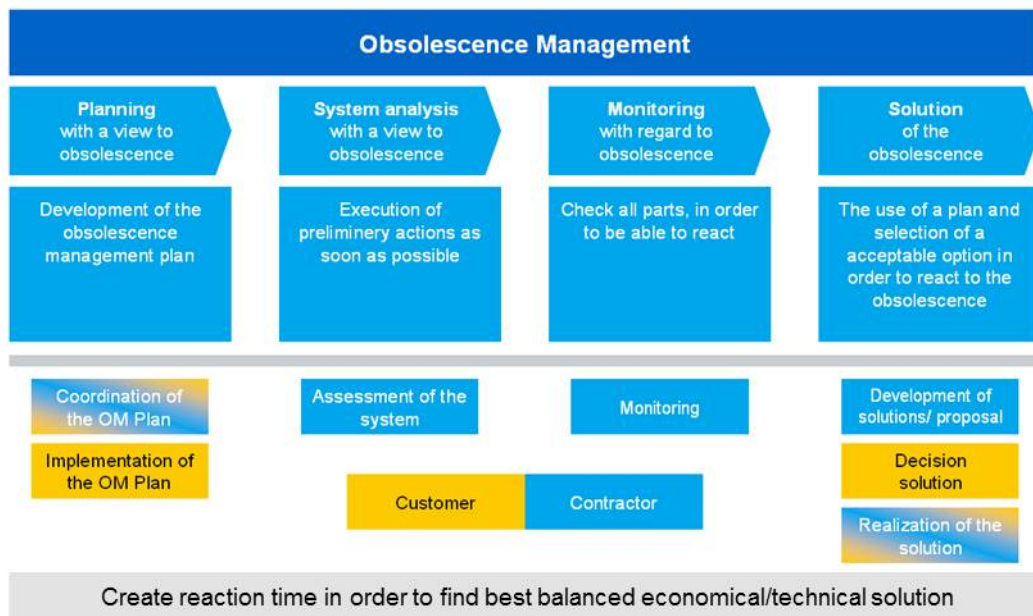 Obsolescence Management
Planning
with a view to
obsolescence
System analysis
with a view to
obsolescence
Monitoring
with regard to
obsolescence
Solution
of the
obsolescence
Development of the
obsolescence
management plan
Execution of
preliminery actions as
soon as possible
Check all parts, in order
to be able to react
The use of a plan and
selection of a
acceptable option in
order to react to the
obsolescence
Coordination of
the OM Plan
Implementation of
the OM Plan
Assessment of the
system
Monitoring
Development of
solutions/ proposal
Decision
solution
Realization of the
solution
Customer
Contractor
Create reaction time in order to find best balanced economical/technical solution